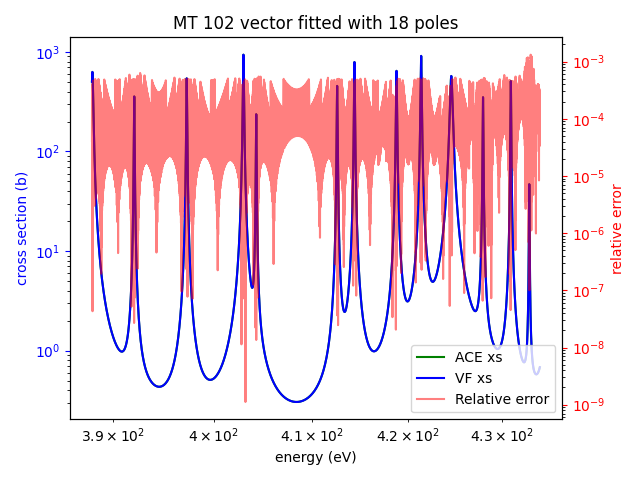 MT 102 vector fitted with 18 poles
cross section (b)
10³
10²
10¹
10⁰
10⁻³
10⁻⁴
10⁻⁵
10⁻⁶
10⁻⁷
10⁻⁸
10⁻⁹
relative error
ACE xs
VF xs
Relative error
3.9 × 10² 4 × 10² 4.1 × 10² 4.2 × 10² 4.3 × 10²
energy (eV)